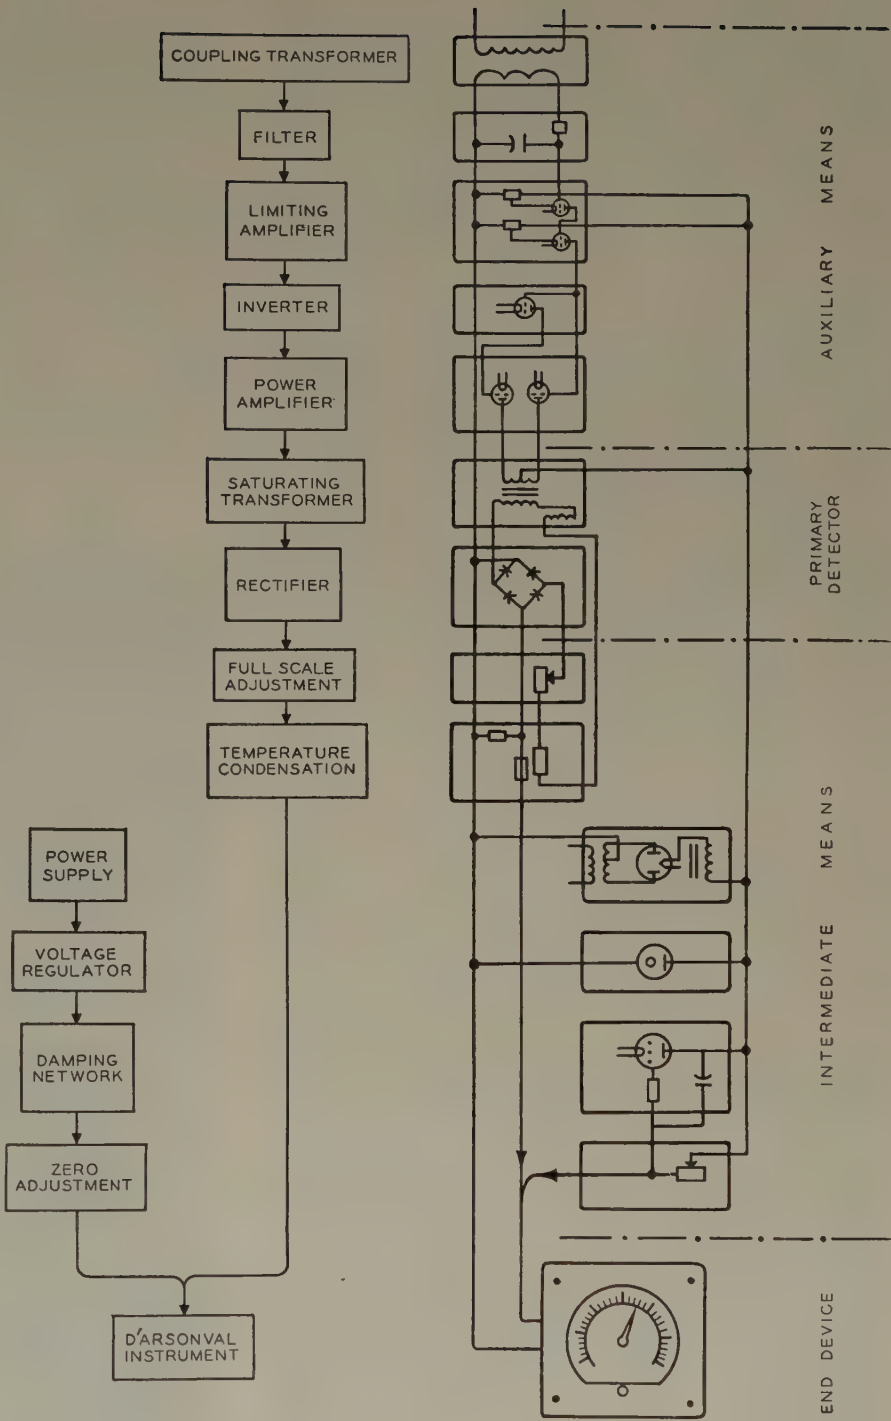 COUPLING TRANSFORMER
FILTER
LIMITING
AMPLIFIER
INVERTER
POWER
AMPLIFIER
SATURATING
TRANSFORMER
RECTIFIER
FULL SCALE
ADJUSTMENT
TEMPERATURE
CONDENSATION
POWER
SUPPLY
VOLTAGE
REGULATOR
DAMPING
NETWORK
ZERO
ADJUSTMENT
D'ARSONVAL
INSTRUMENT
AUXILIARY MEANS
PRIMARY
DETECTOR
INTERMEDIATE MEANS
END DEVICE